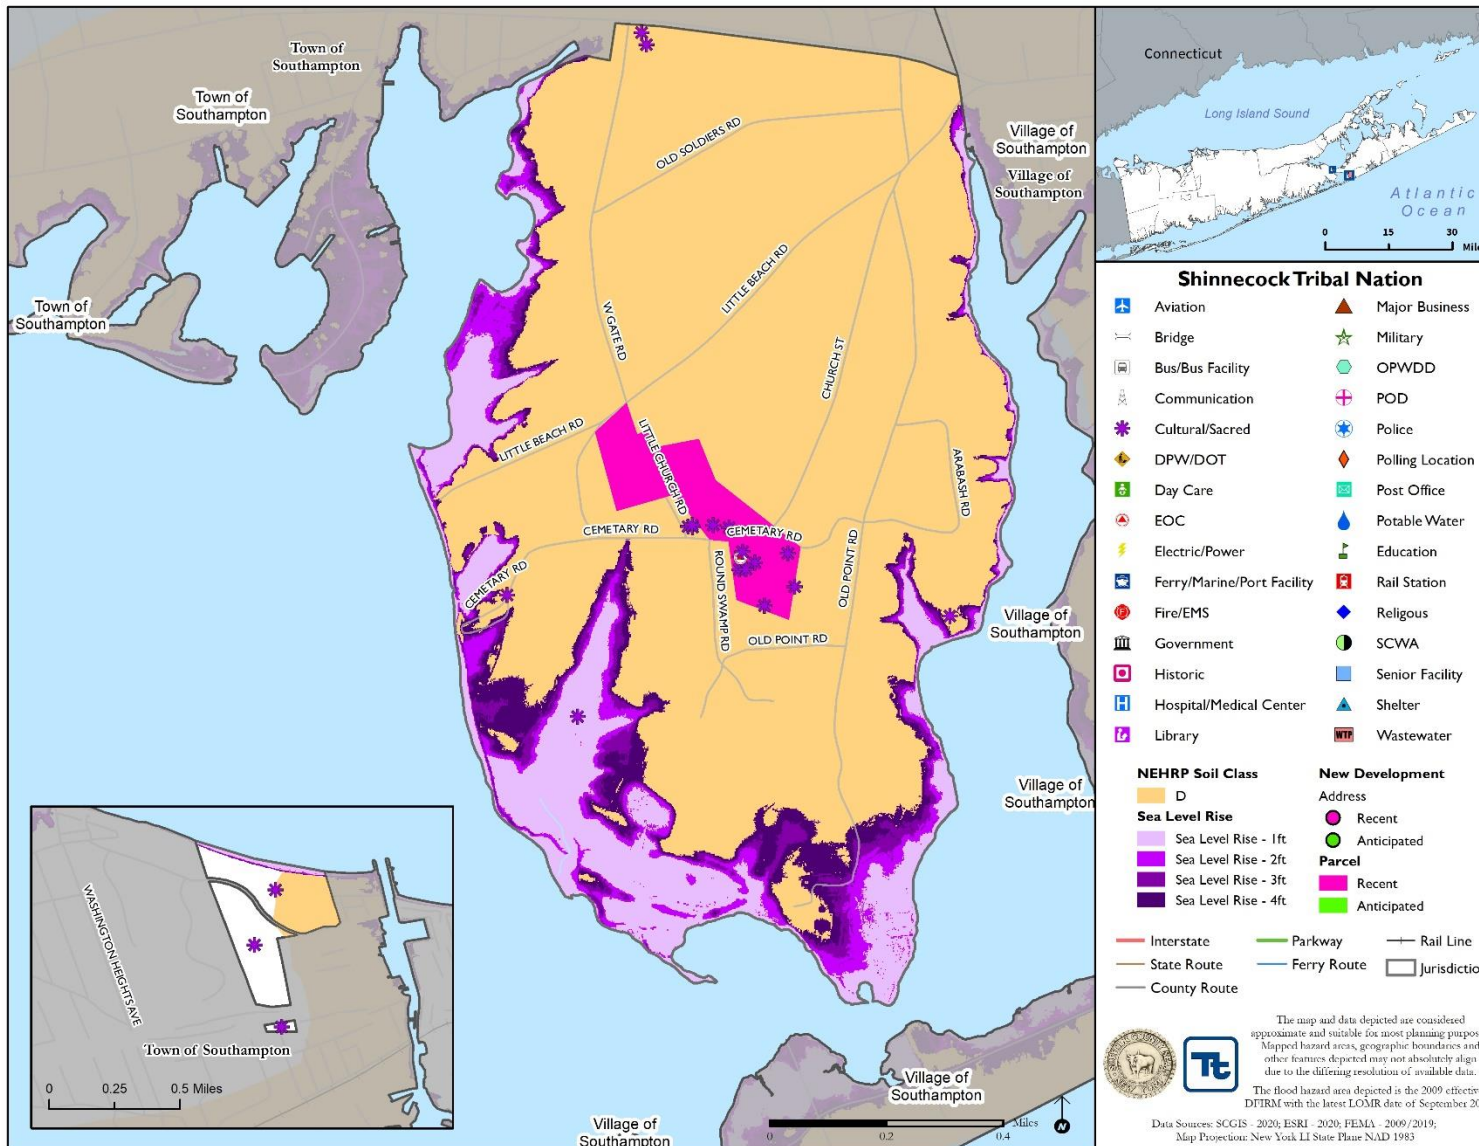 Town of
Southampton
Town of
Southampton
Town of
Southampton
Village of
Southampton
Village of
Southampton
OLD SOLDIERS RD
LITTLE BEACH RD
W GATE RD
CHURCH ST
LITTLE BEACH RD
LITTLE CHURCH RD
ARABASH RD
CEMETARY RD
CEMETARY RD
CEMETARY RD
ROUND SWAMP RD
OLD POINT RD
OLD POINT RD
Village of
Southampton
Village of
Southampton
Village of
Southampton
Village of
Southampton
WASHINGTON HEIGHTS AVE
Town of Southampton
0 0.25 0.5 Miles
Miles
0 0.2 0.4
N
Connecticut
Long Island Sound
Atlantic
Ocean
0 15 30
Mile
Shinnecock Tribal Nation
Aviation
Bridge
Bus/Bus Facility
Communication
Cultural/Sacred
DPW/DOT
Day Care
EOC
Electric/Power
Ferry/Marine/Port Facility
Fire/EMS
Government
Historic
Hospital/Medical Center
Library
Major Business
Military
OPWDD
POD
Police
Polling Location
Post Office
Potable Water
Education
Rail Station
Religous
SCWA
Senior Facility
Shelter
WTP Wastewater
NEHRP Soil Class
D
Sea Level Rise
Sea Level Rise - 1ft
Sea Level Rise - 2ft
Sea Level Rise - 3ft
Sea Level Rise - 4ft
New Development
Address
Recent
Anticipated
Parcel
Recent
Anticipated
Interstate
State Route
County Route
Parkway
Ferry Route
Rail Line
Jurisdiction
Tt
The map and data depicted are considered
approximate and suitable for most planning purpos
Mapped hazard areas, geographic boundaries and
other features depicted may not absolutely align
due to the differing resolution of available data.
The flood hazard area depicted is the 2009 effectiv
DFIRM with the latest LOMR date of September 20
Data Sources: SCGIS - 2020; ESRI - 2020; FEMA - 2009/2019;
Map Projection: New York LI State Plane NAD 1983